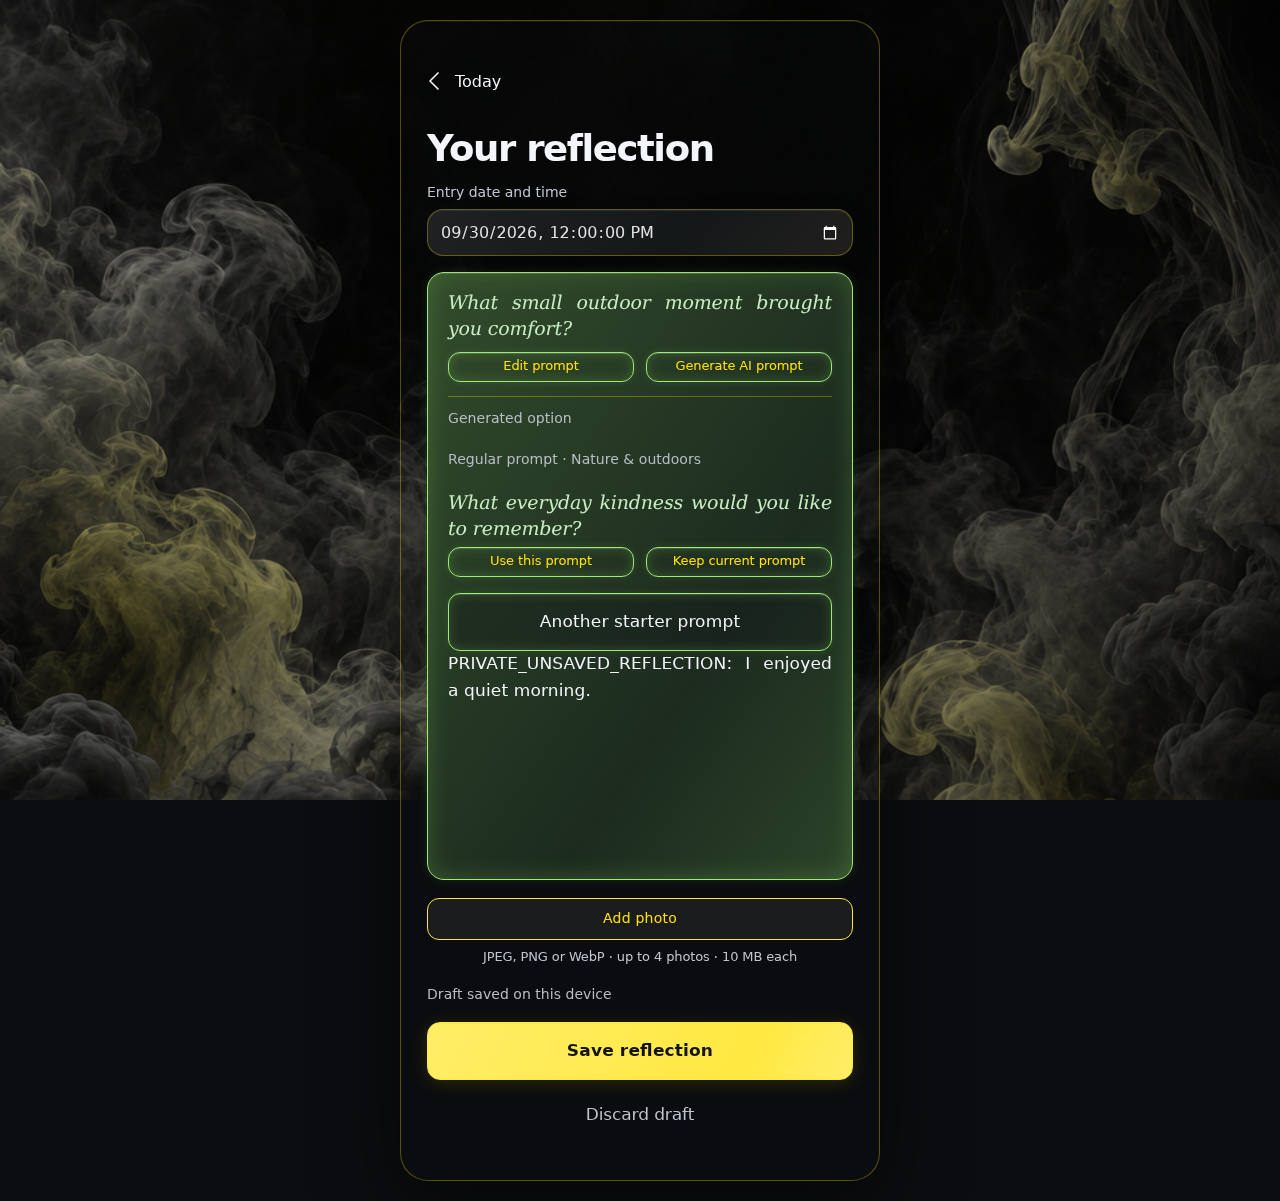 Today
Your reflection
Entry date and time
09/30/2026, 12:00:00 PM
What small outdoor moment brought
you comfort?
Edit prompt
Generate AI prompt
Generated option
Regular prompt · Nature & outdoors
What everyday kindness would you like
to remember?
Use this prompt
Keep current prompt
Another starter prompt
PRIVATE_UNSAVED_REFLECTION: I enjoyed
a quiet morning.
Add photo
JPEG, PNG or WebP · up to 4 photos · 10 MB each
Draft saved on this device
Save reflection
Discard draft